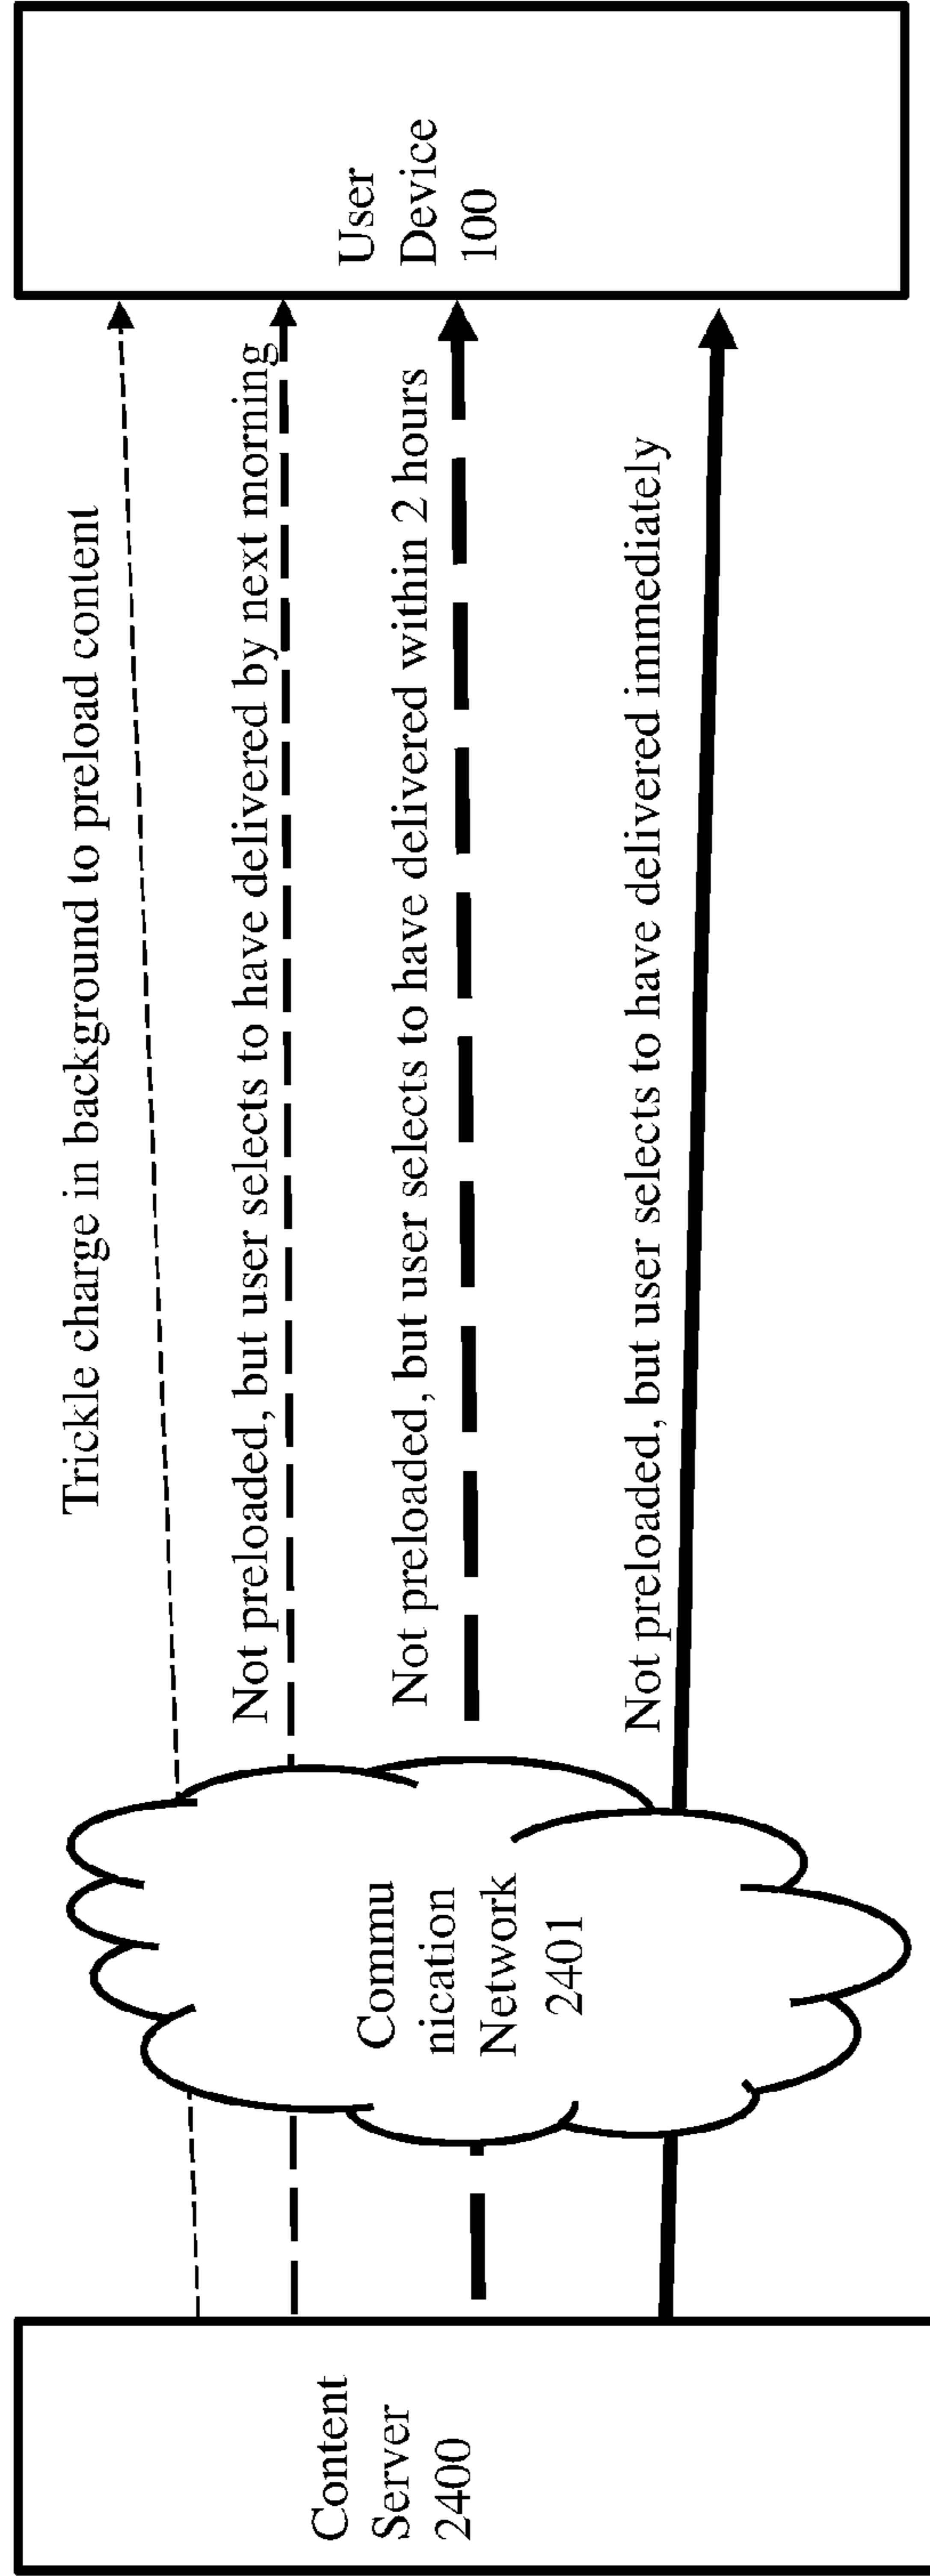 Content
Server
2400
Commu
nication
Network
2401
Trickle charge in background to preload content
Not preloaded, but user selects to have delivered by next morning
Not preloaded, but user selects to have delivered within 2 hours
Not preloaded, but user selects to have delivered immediately
User
Device
100